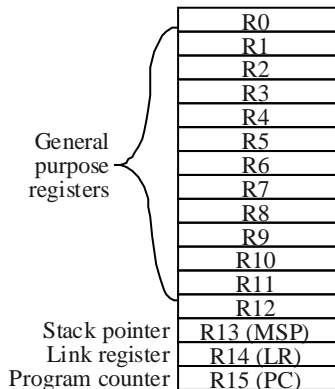 R0
R1
R2
R3
R4
R5
R6
R7
R8
R9
R10
R11
R12
General
purpose
registers
Stack pointer R13 (MSP)
Link register R14 (LR)
Program counter R15 (PC)